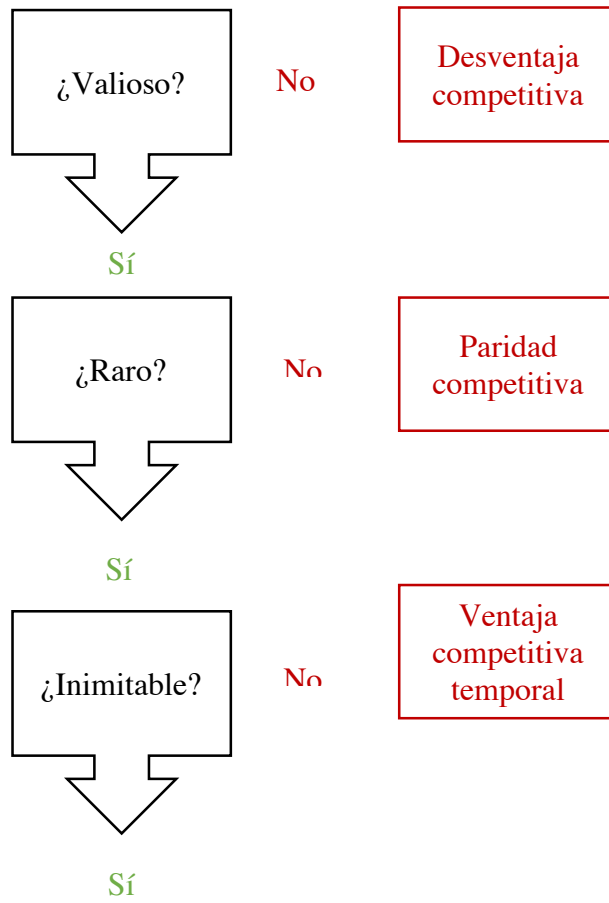 ¿Valioso?
No
Desventaja
competitiva
Sí
¿Raro?
No
Paridad
competitiva
Sí
¿Inimitable?
No
Ventaja
competitiva
temporal
Sí